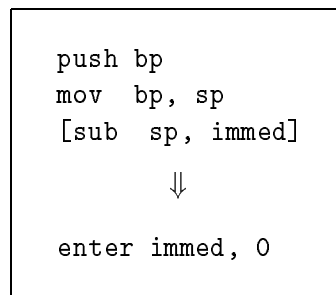 push bp
mov  bp, sp
[sub  sp, immed]
⇓
enter immed, 0